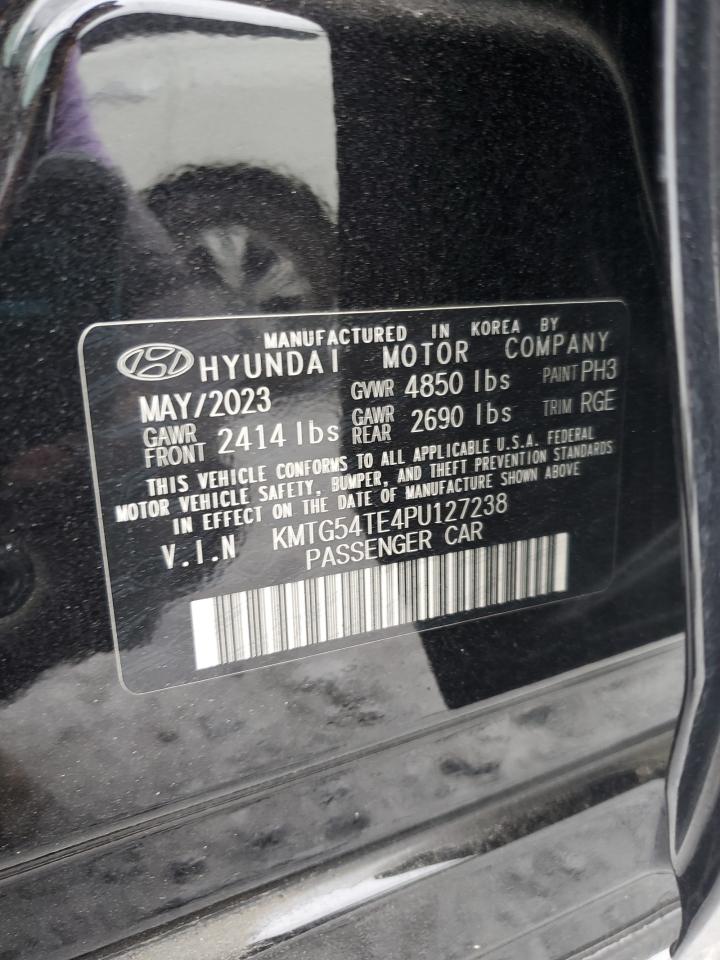 MANUFACTURED IN KOREA BY
HYUNDAI MOTOR COMPANY
MAY/2023 GVWR 4850 lbs PAINT PH3
GAWR FRONT 2414 lbs GAWR REAR 2690 lbs TRIM RGE
THIS VEHICLE CONFORMS TO ALL APPLICABLE U.S.A. FEDERAL
MOTOR VEHICLE SAFETY, BUMPER, AND THEFT PREVENTION STANDARDS
IN EFFECT ON THE DATE OF MANUFACTURE SHOWN ABOVE
V.I.N KMTG54TE4PU127238
PASSENGER CAR